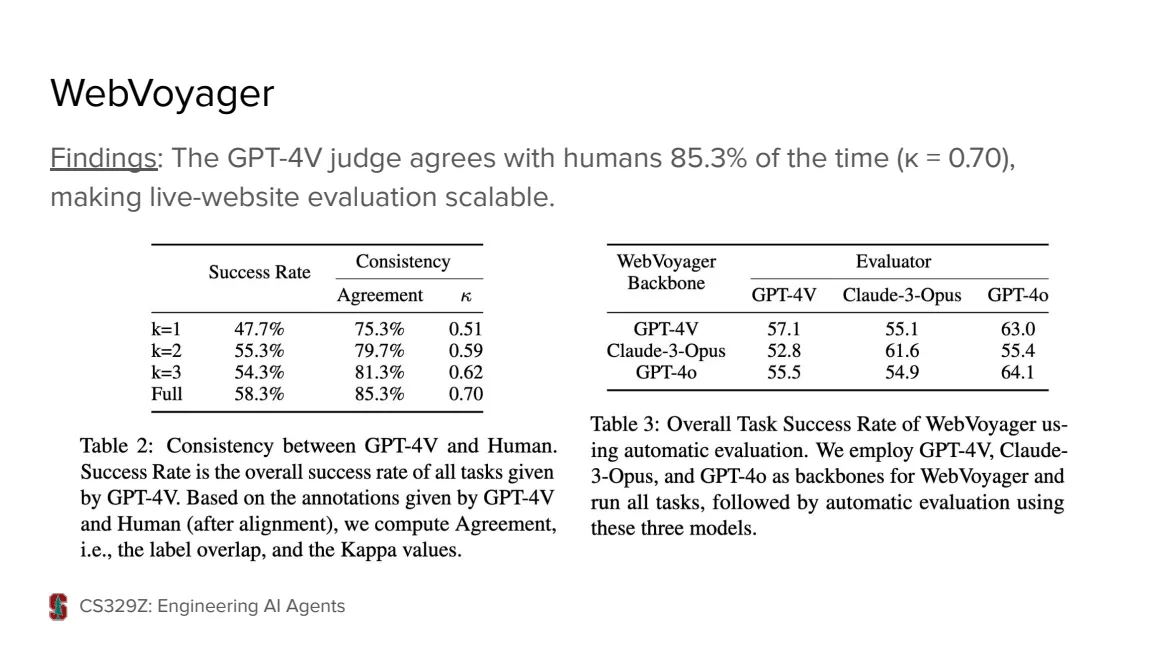 WebVoyager
Findings: The GPT-4V judge agrees with humans 85.3% of the time (κ = 0.70),
making live-website evaluation scalable.
Success Rate Consistency
Agreement κ
k=1 47.7% 75.3% 0.51
k=2 55.3% 79.7% 0.59
k=3 54.3% 81.3% 0.62
Full 58.3% 85.3% 0.70
Table 2: Consistency between GPT-4V and Human.
Success Rate is the overall success rate of all tasks given
by GPT-4V. Based on the annotations given by GPT-4V
and Human (after alignment), we compute Agreement,
i.e., the label overlap, and the Kappa values.
WebVoyager Evaluator
Backbone
GPT-4V Claude-3-Opus GPT-4o
GPT-4V 57.1 55.1 63.0
Claude-3-Opus 52.8 61.6 55.4
GPT-4o 55.5 54.9 64.1
Table 3: Overall Task Success Rate of WebVoyager us-
ing automatic evaluation. We employ GPT-4V, Claude-
3-Opus, and GPT-4o as backbones for WebVoyager and
run all tasks, followed by automatic evaluation using
these three models.
CS329Z: Engineering AI Agents